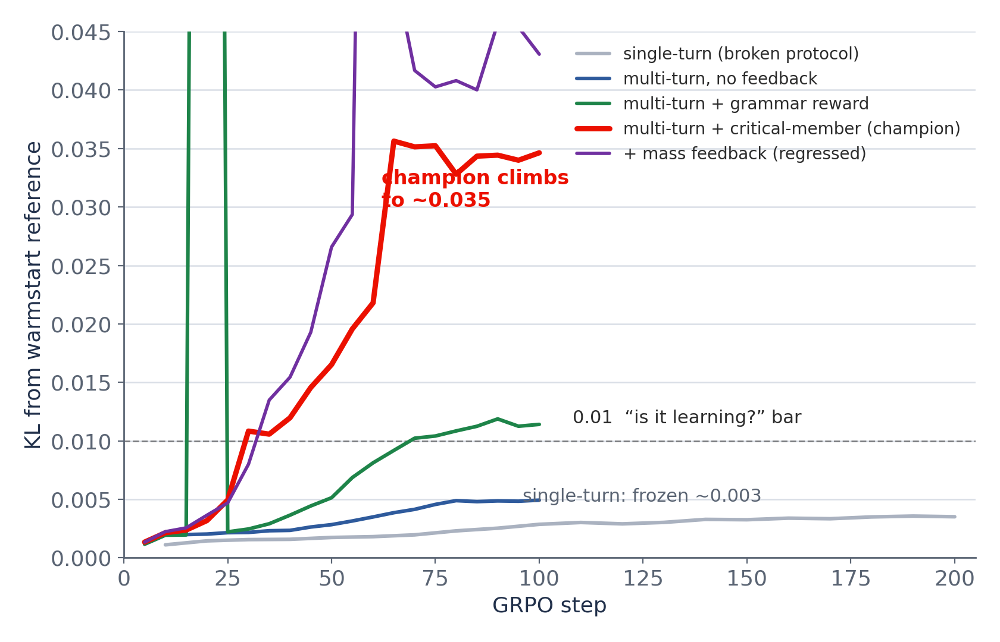 0.045
0.040
0.035
0.030
0.025
0.020
0.015
0.010
0.005
0.000
KL from warmstart reference
single-turn (broken protocol)
multi-turn, no feedback
multi-turn + grammar reward
multi-turn + critical-member (champion)
+ mass feedback (regressed)
champion climbs
to ~0.035
0.01 “is it learning?” bar
single-turn: frozen ~0.003
0 25 50 75 100 125 150 175 200
GRPO step